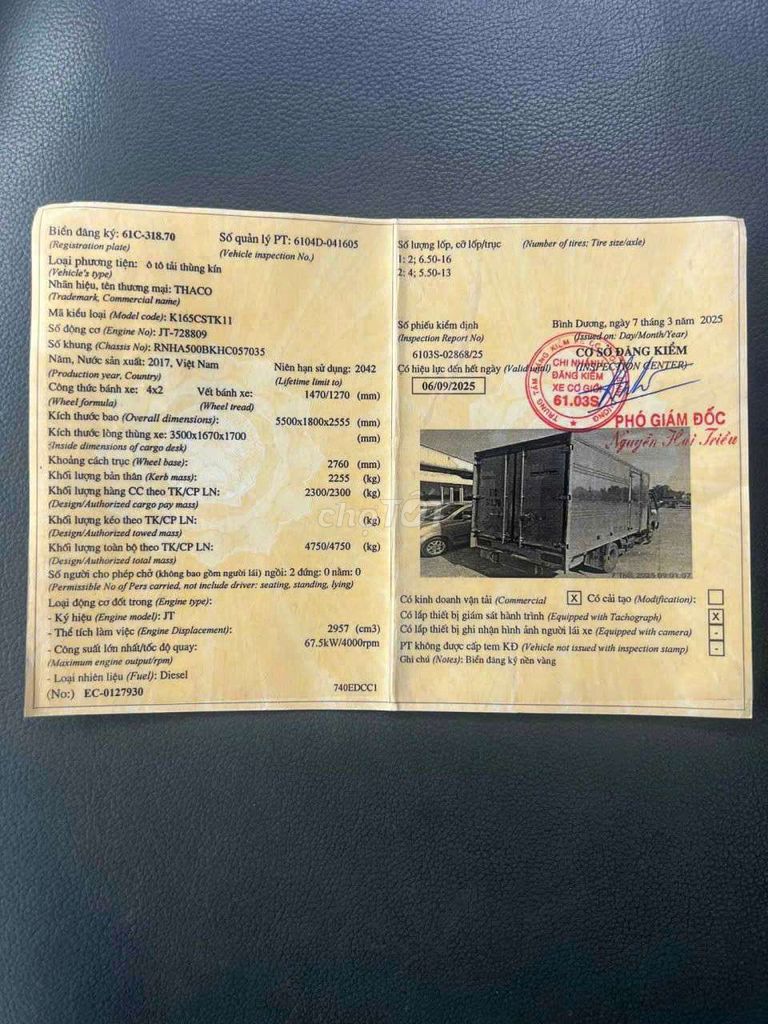 Biển đăng ký: 61C-318.70
(Registration plate)
Số quản lý PT: 6104D-041605
(Vehicle inspection No.)
Loại phương tiện: ô tô tải thùng kín
(Vehicle's type)
Nhãn hiệu, tên thương mại: THACO
(Trademark, Commercial name)
Mã kiểu loại (Model code): K165CSTK11
Số động cơ (Engine No): JT-728809
Số khung (Chassis No): RNHA500BKHC057035
Năm, Nước sản xuất: 2017, Việt Nam
(Production year, Country)
Niên hạn sử dụng: 2042
(Lifetime limit to)
Công thức bánh xe: 4x2
(Wheel formula)
Vết bánh xe: 1470/1270 (mm)
(Wheel tread)
Kích thước bao (Overall dimensions): 5500x1800x2555 (mm)
Kích thước lòng thùng xe: 3500x1670x1700 (mm)
(Inside dimensions of cargo desk)
Khoảng cách trục (Wheel base): 2760 (mm)
Khối lượng bản thân (Kerb mass): 2255 (kg)
Khối lượng hàng CC theo TK/CP LN: 2300/2300 (kg)
(Design/Authorized cargo pay mass)
Khối lượng kéo theo TK/CP LN: (kg)
(Design/Authorized towed mass)
Khối lượng toàn bộ theo TK/CP LN: 4750/4750 (kg)
(Design/Authorized total mass)
Số người cho phép chở (không bao gồm người lái) ngồi: 2 đứng: 0 nằm: 0
(Permissible No of Pers carried, not include driver: seating, standing, lying)
Loại động cơ đốt trong (Engine type):
- Ký hiệu (Engine model): JT
- Thể tích làm việc (Engine Displacement): 2957 (cm3)
- Công suất lớn nhất/tốc độ quay: 67.5kW/4000rpm
(Maximum engine output/rpm)
- Loại nhiên liệu (Fuel): Diesel
(No:) EC-0127930
740EDCC1
Số lượng lốp, cỡ lốp/trục (Number of tires: Tire size/axle)
1: 2; 6.50-16
2: 4; 5.50-13
Số phiếu kiểm định
(Inspection Report No)
6103S-02868/25
Có hiệu lực đến hết ngày (Valid until)
06/09/2025
Bình Dương, ngày 7 tháng 3 năm 2025
(Issued on: Day/Month/Year)
CƠ SỞ ĐĂNG KIỂM
(INSPECTION CENTER)
CHI NHÁNH
ĐĂNG KIỂM
XE CƠ GIỚI
61.03S
PHÓ GIÁM ĐỐC
Nguyễn Hải Triều
Chợ TỐT
Có kinh doanh vận tải (Commercial X Có cải tạo (Modification):
Có lắp thiết bị giám sát hành trình (Equipped with Tachograph) X
Có lắp thiết bị ghi nhận hình ảnh người lái xe (Equipped with camera) -
PT không được cấp tem KĐ (Vehicle not issued with inspection stamp) -
Ghi chú (Notes): Biển đăng ký nền vàng